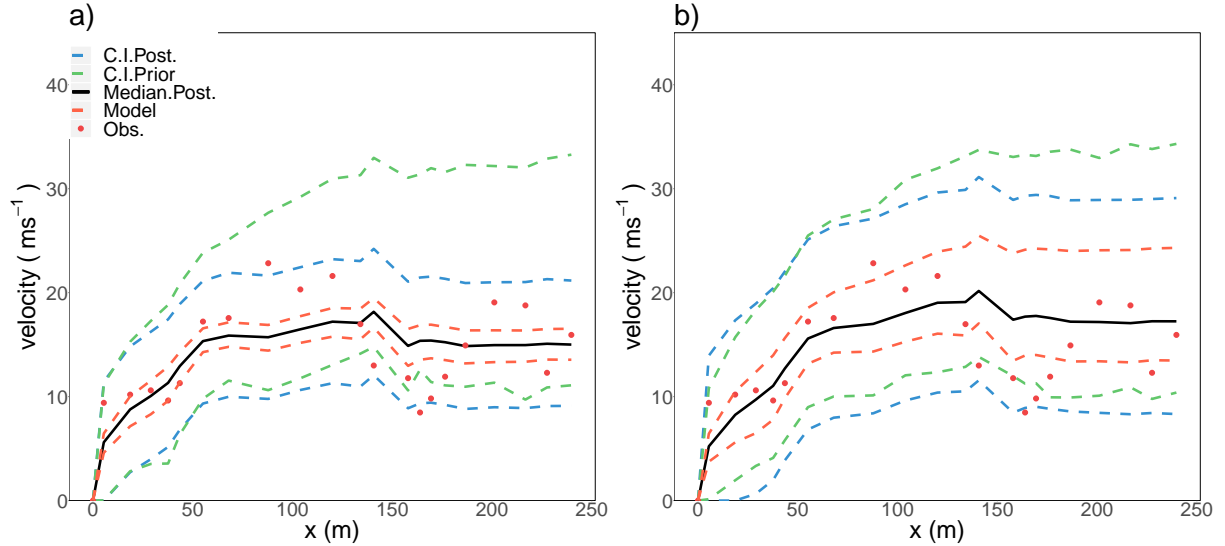 a)
C.I.Post.
C.I.Prior
Median.Post.
Model
Obs.
velocity ( ms⁻¹ )
40
30
20
10
0
0 50 100 150 200 250
x (m)
b)
velocity ( ms⁻¹ )
40
30
20
10
0
0 50 100 150 200 250
x (m)